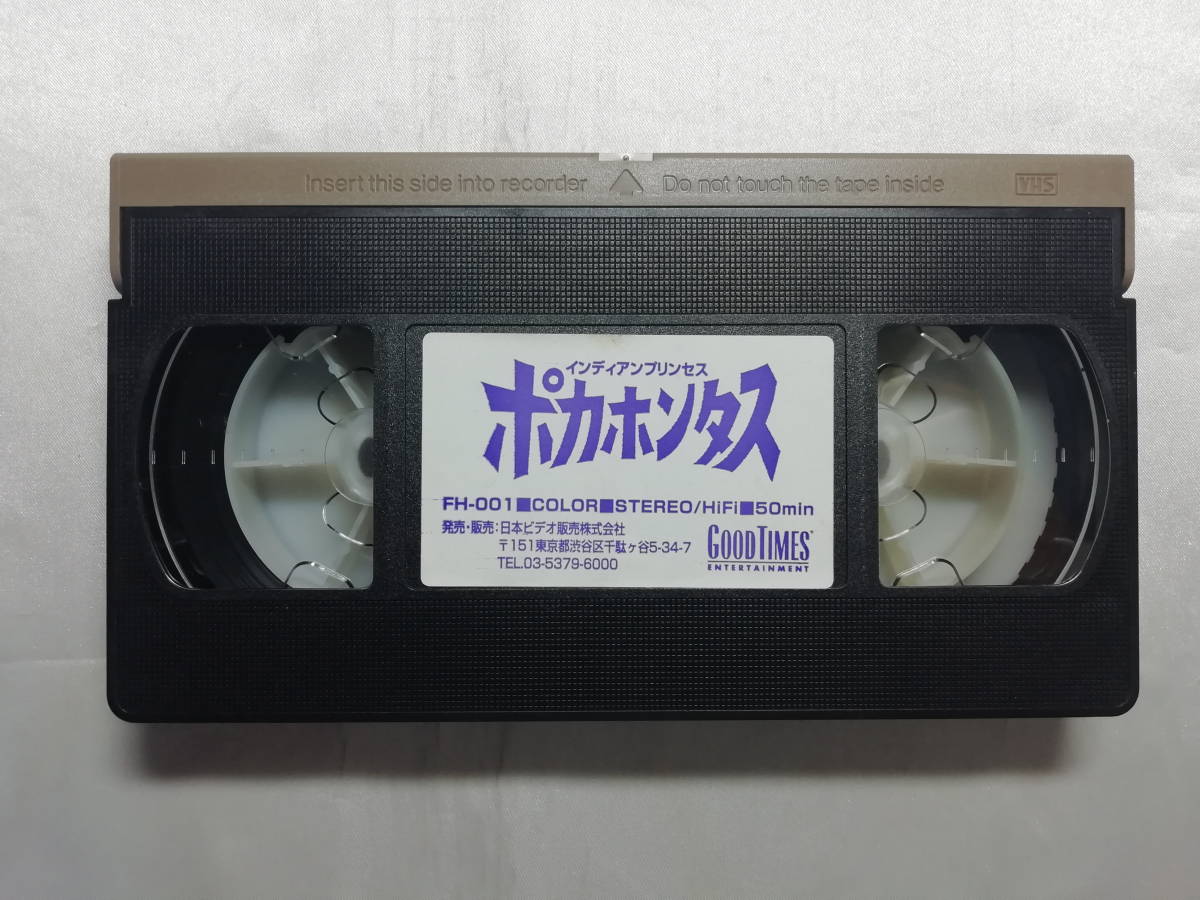 Insert this side into recorder △ Do not touch the tape inside VHS
インディアンプリンセス
ポカホンタス
FH-001■COLOR■STEREO/HiFi■50min
発売・販売:日本ビデオ販売株式会社
〒151東京都渋谷区千駄ヶ谷5-34-7
TEL.03-5379-6000
GOODTIMES
ENTERTAINMENT